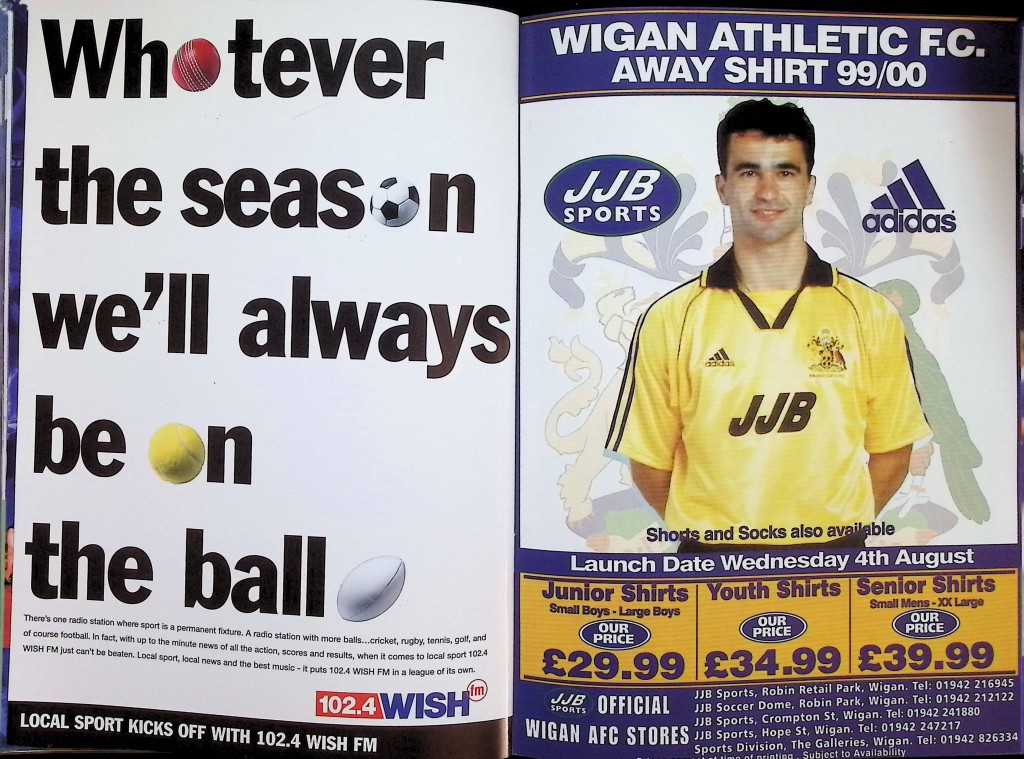 Whotever
the season
we'll always
be on
the ball
There's one radio station where sport is a permanent fixture. A radio station with more balls...cricket, rugby, tennis, golf, and
of course football. In fact, with up to the minute news of all the action, scores and results, when it comes to local sport 102.4
WISH FM just can't be beaten. Local sport, local news and the best music - it puts 102.4 WISH FM in a league of its own.
102.4 WISH fm
LOCAL SPORT KICKS OFF WITH 102.4 WISH FM
WIGAN ATHLETIC F.C.
AWAY SHIRT 99/00
JJB
SPORTS
adidas
adidas
JJB
Shorts and Socks also available
Launch Date Wednesday 4th August
Junior Shirts
Small Boys - Large Boys
OUR
PRICE
£29.99
Youth Shirts
OUR
PRICE
£34.99
Senior Shirts
Small Mens - XX Large
OUR
PRICE
£39.99
JJB
SPORTS
OFFICIAL
WIGAN AFC STORES
JJB Sports, Robin Retail Park, Wigan. Tel: 01942 216945
JJB Soccer Dome, Robin Park, Wigan. Tel: 01942 212122
JJB Sports, Crompton St, Wigan. Tel: 01942 241880
JJB Sports, Hope St, Wigan. Tel: 01942 247217
Sports Division, The Galleries, Wigan. Tel: 01942 826334
at time of printing . Subject to Availability